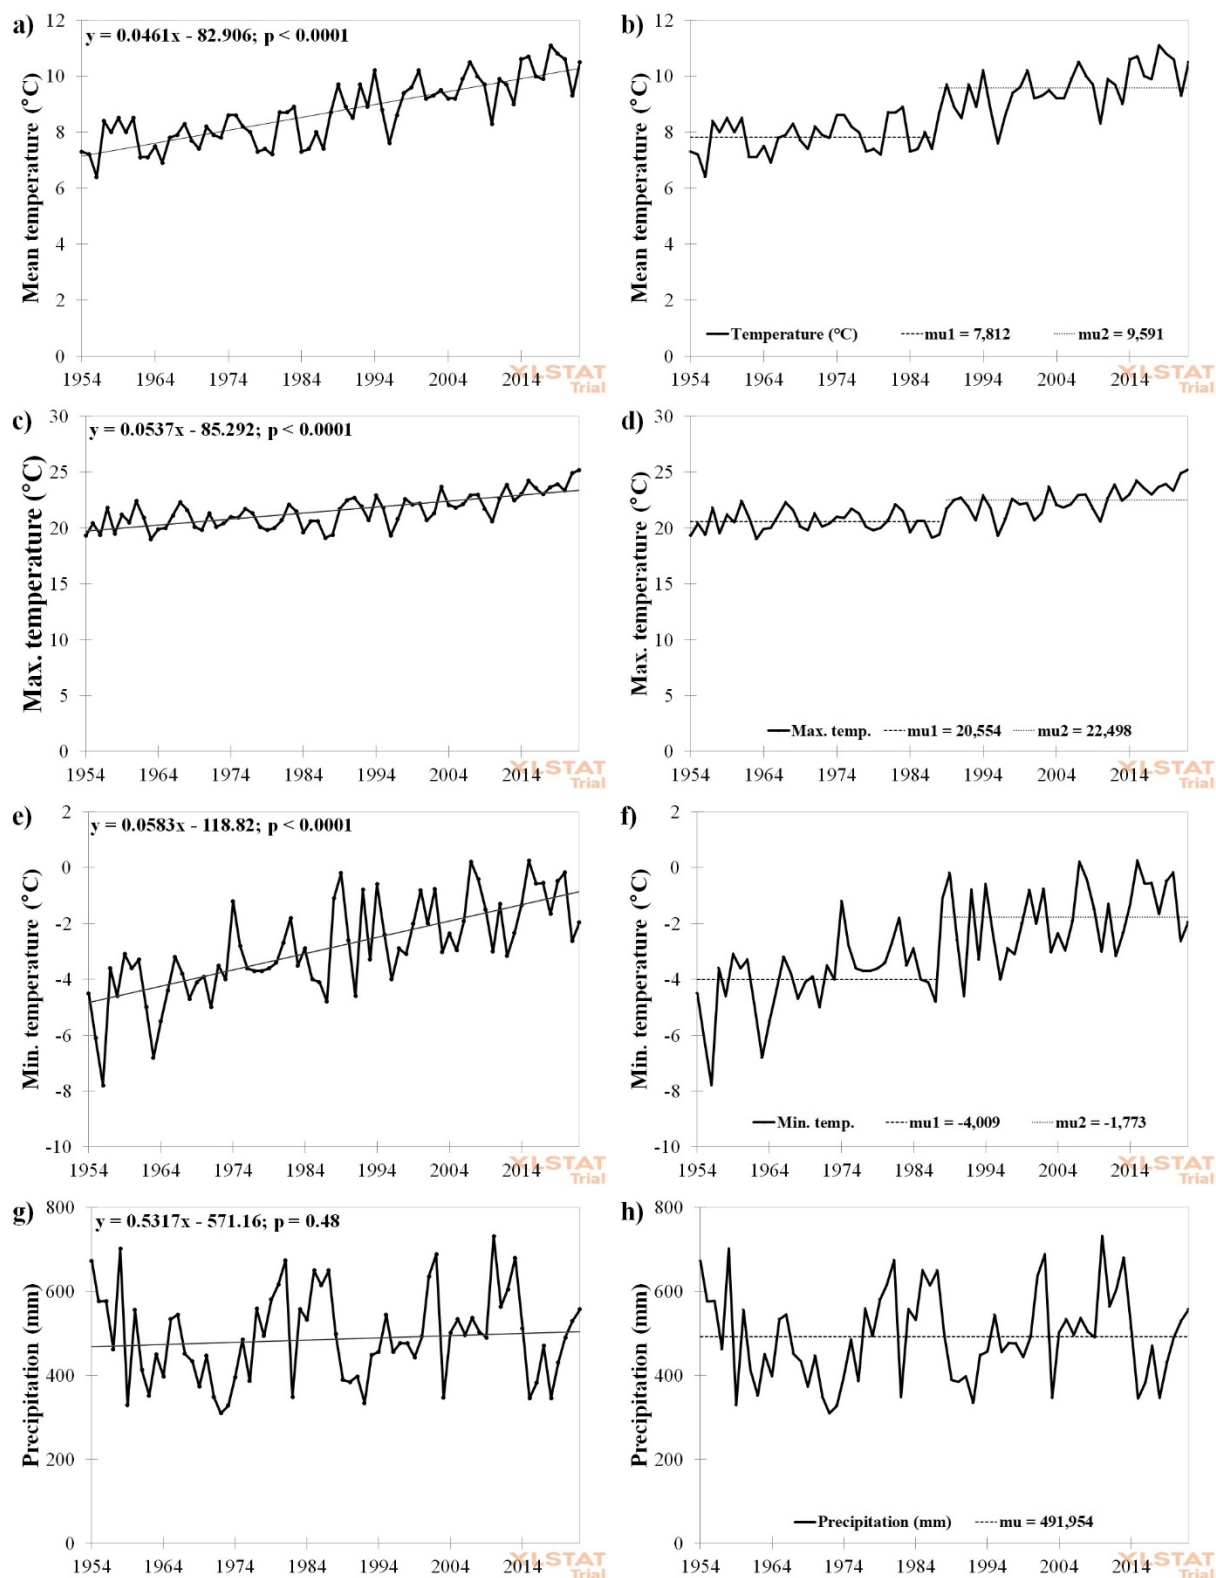 a)
y = 0.0461x - 82.906; p < 0.0001
Mean temperature (°C)
12
10
8
6
4
2
0
1954 1964 1974 1984 1994 2004 2014
XLSTAT
Trial
b)
Mean temperature (°C)
12
10
8
6
4
2
0
Temperature (°C) mu1 = 7,812 mu2 = 9,591
1954 1964 1974 1984 1994 2004 2014
XLSTAT
Trial
c)
y = 0.0537x - 85.292; p < 0.0001
Max. temperature (°C)
30
25
20
15
10
5
0
1954 1964 1974 1984 1994 2004 2014
XLSTAT
Trial
d)
Max. temperature (°C)
30
25
20
15
10
5
0
Max. temp. mu1 = 20,554 mu2 = 22,498
1954 1964 1974 1984 1994 2004 2014
XLSTAT
Trial
e)
y = 0.0583x - 118.82; p < 0.0001
Min. temperature (°C)
2
0
-2
-4
-6
-8
-10
1954 1964 1974 1984 1994 2004 2014
XLSTAT
Trial
f)
Min. temperature (°C)
2
0
-2
-4
-6
-8
-10
Min. temp. mu1 = -4,009 mu2 = -1,773
1954 1964 1974 1984 1994 2004 2014
XLSTAT
Trial
g)
y = 0.5317x - 571.16; p = 0.48
Precipitation (mm)
800
600
400
200
0
1954 1964 1974 1984 1994 2004 2014
XLSTAT
Trial
h)
Precipitation (mm)
800
600
400
200
0
Precipitation (mm) mu = 491,954
1954 1964 1974 1984 1994 2004 2014
XLSTAT
Trial